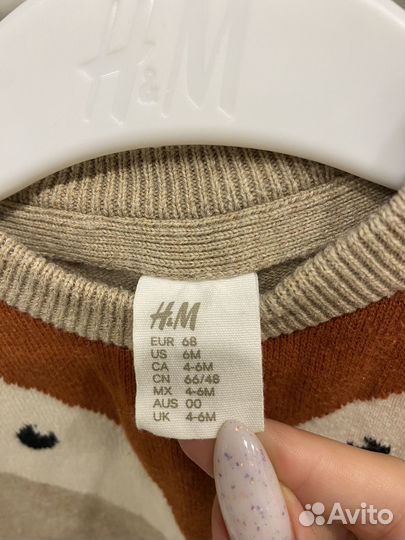 H&M
H&M
EUR 68
US 6M
CA 4-6M
CN 66/48
MX 4-6M
AUS 00
UK 4-6M
Avito